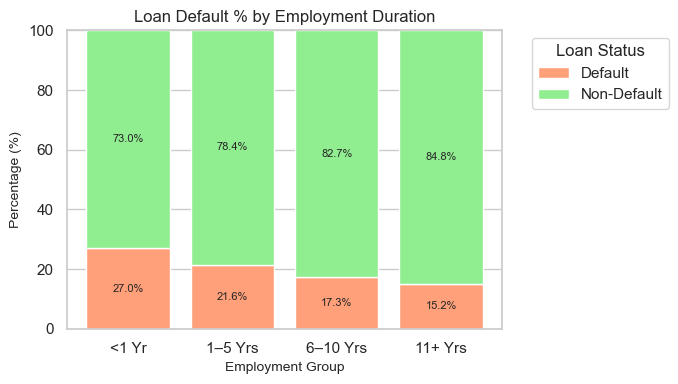 Loan Default % by Employment Duration
Loan Status
Default
Non-Default
Percentage (%)
100
80
60
40
20
0
73.0%
78.4%
82.7%
84.8%
27.0%
21.6%
17.3%
15.2%
<1 Yr
1–5 Yrs
6–10 Yrs
11+ Yrs
Employment Group